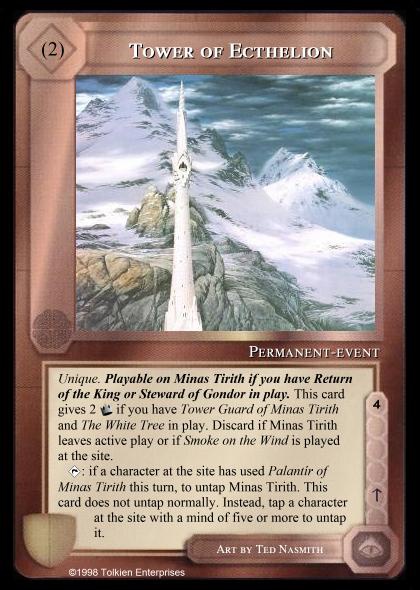 (2)
Tower of Ecthelion
Permanent-event
Unique. Playable on Minas Tirith if you have Return
of the King or Steward of Gondor in play. This card
gives 2 if you have Tower Guard of Minas Tirith
and The White Tree in play. Discard if Minas Tirith
leaves active play or if Smoke on the Wind is played
at the site.
: if a character at the site has used Palantír of
Minas Tirith this turn, to untap Minas Tirith. This
card does not untap normally. Instead, tap a character
at the site with a mind of five or more to untap
it.
4
Art by Ted Nasmith
©1998 Tolkien Enterprises